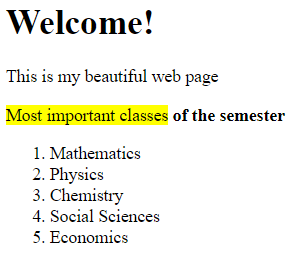 Welcome!
This is my beautiful web page
Most important classes of the semester
1. Mathematics
2. Physics
3. Chemistry
4. Social Sciences
5. Economics